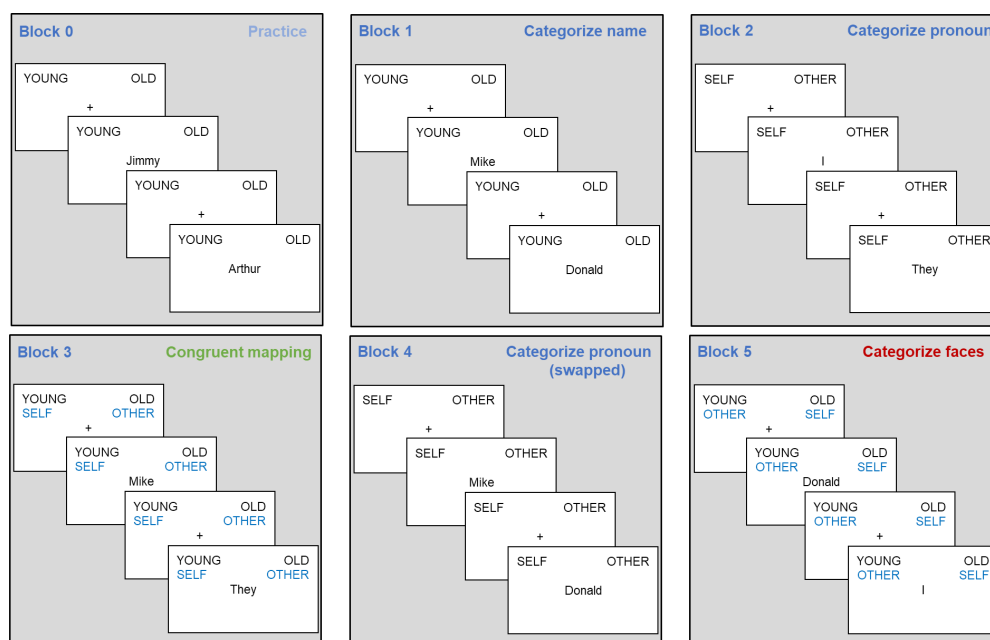 Block 0 Practice
YOUNG OLD
+
YOUNG OLD
Jimmy
YOUNG OLD
+
YOUNG OLD
Arthur
Block 1 Categorize name
YOUNG OLD
+
YOUNG OLD
Mike
YOUNG OLD
+
YOUNG OLD
Donald
Block 2 Categorize pronoun
SELF OTHER
+
SELF OTHER
I
SELF OTHER
+
SELF OTHER
They
Block 3 Congruent mapping
YOUNG OLD
SELF OTHER
+
YOUNG OLD
SELF OTHER
Mike
YOUNG OLD
SELF OTHER
+
YOUNG OLD
SELF OTHER
They
Block 4 Categorize pronoun
(swapped)
SELF OTHER
+
SELF OTHER
Mike
SELF OTHER
+
SELF OTHER
Donald
Block 5 Categorize faces
YOUNG OLD
OTHER SELF
+
YOUNG OLD
OTHER SELF
Donald
YOUNG OLD
OTHER SELF
+
YOUNG OLD
OTHER SELF
I